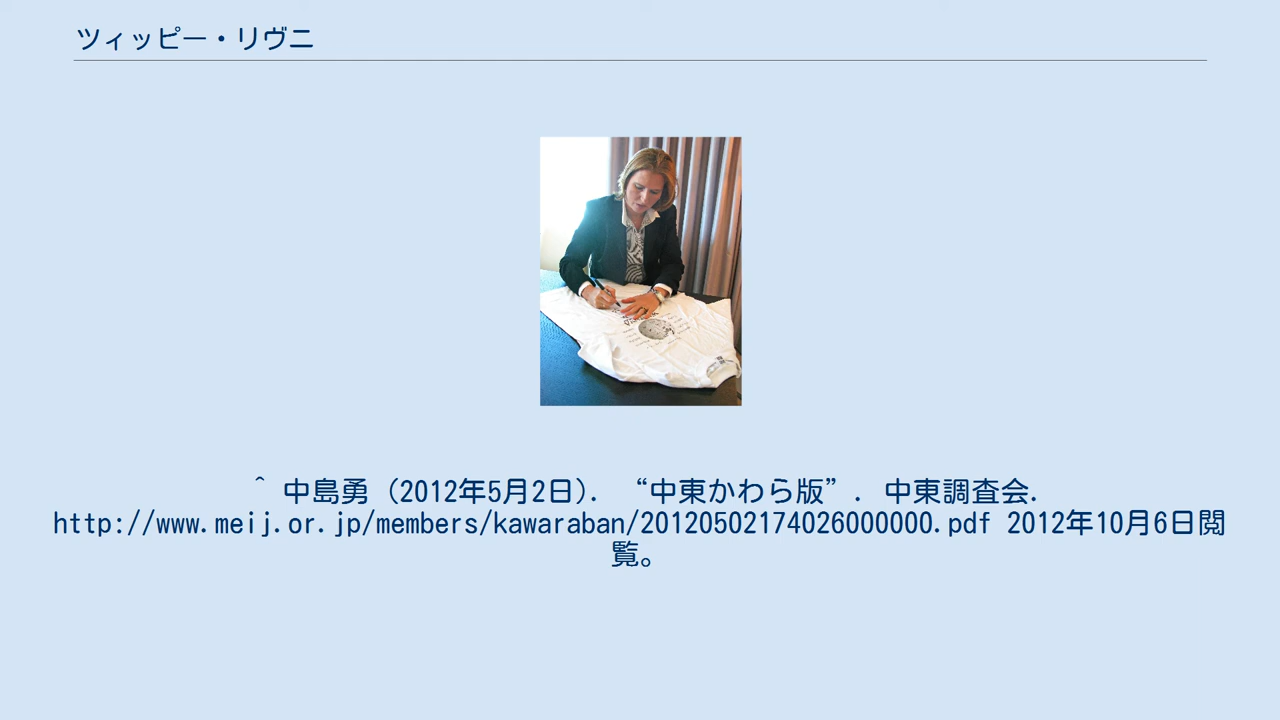 ツィッピー・リヴニ
^ 中島勇 (2012年5月2日). “中東かわら版”. 中東調査会.
http://www.meij.or.jp/members/kawaraban/20120502174026000000.pdf 2012年10月6日閲
覧。